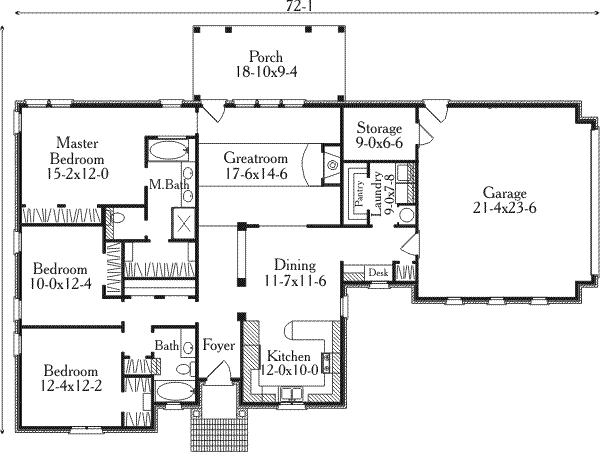 72-1
Porch
18-10x9-4
Master
Bedroom
15-2x12-0
M.Bath
Greatroom
17-6x14-6
Storage
9-0x6-6
Pantry
Laundry
9-0x7-8
Garage
21-4x23-6
Bedroom
10-0x12-4
Dining
11-7x11-6
Desk
Bath
Foyer
Kitchen
12-0x10-0
Bedroom
12-4x12-2